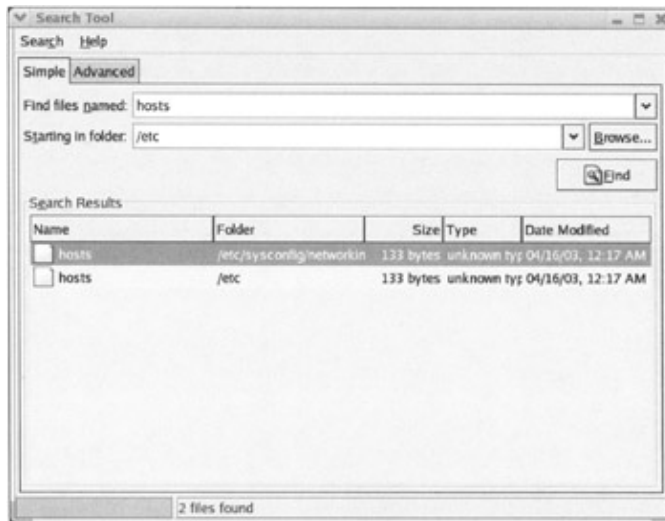 Search Tool
Search Help
Simple Advanced
Find files named: hosts
Starting in folder: /etc Browse...
Find
Search Results
Name Folder Size Type Date Modified
hosts /etc/sysconfig/networkin 133 bytes unknown typ 04/16/03, 12:17 AM
hosts /etc 133 bytes unknown typ 04/16/03, 12:17 AM
2 files found